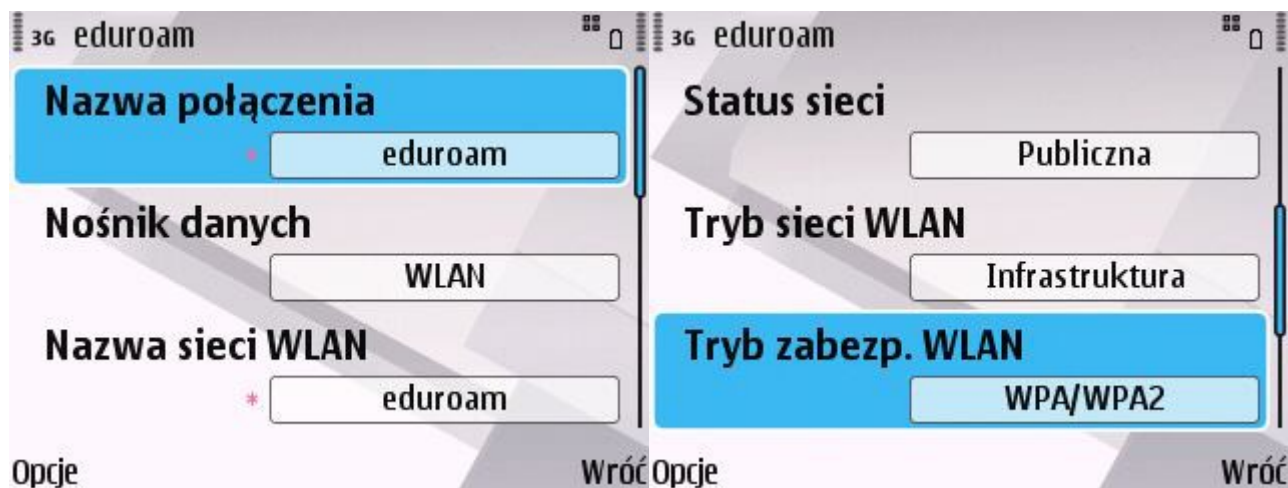 3G eduroam
Nazwa połączenia
* eduroam
Nośnik danych
WLAN
Nazwa sieci WLAN
* eduroam
Opcje Wróć
3G eduroam
Status sieci
Publiczna
Tryb sieci WLAN
Infrastruktura
Tryb zabezp. WLAN
WPA/WPA2
Opcje Wróć